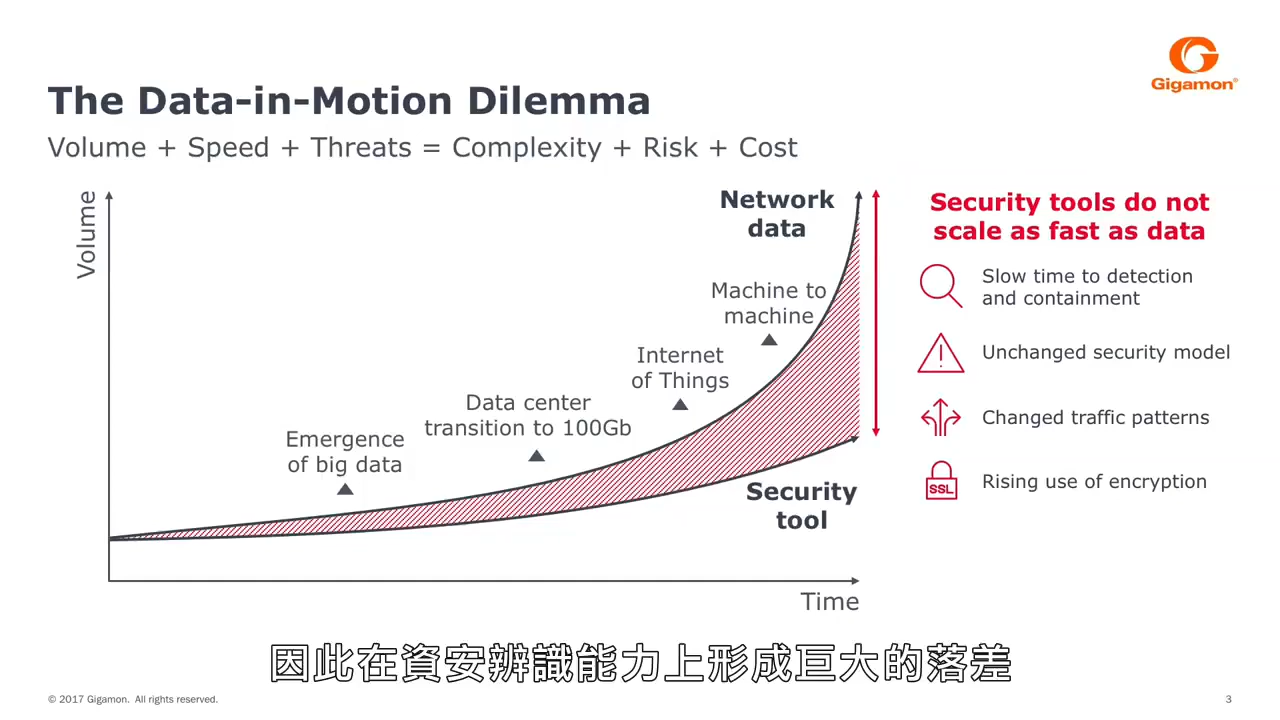 Gigamon®
The Data-in-Motion Dilemma
Volume + Speed + Threats = Complexity + Risk + Cost
Volume
Network
data
Machine to
machine
Internet
of Things
Data center
transition to 100Gb
Emergence
of big data
Security
tool
Time
Security tools do not
scale as fast as data
Slow time to detection
and containment
Unchanged security model
Changed traffic patterns
SSL
Rising use of encryption
因此在資安辨識能力上形成巨大的落差
© 2017 Gigamon. All rights reserved.
3